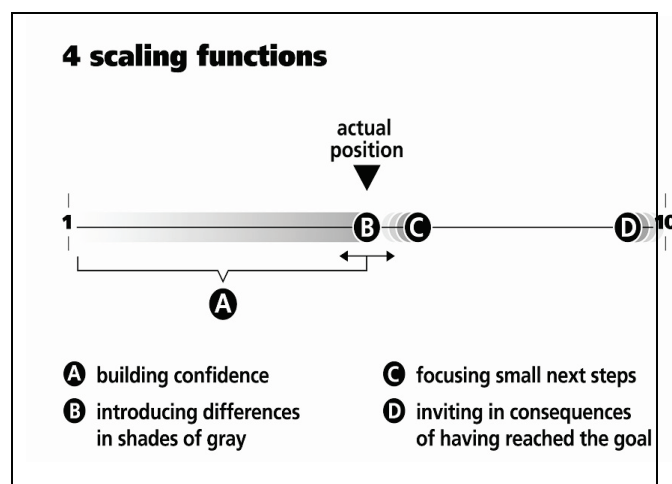 4 scaling functions
actual
position
1
B
C
D
10
A
A building confidence
B introducing differences
in shades of gray
C focusing small next steps
D inviting in consequences
of having reached the goal